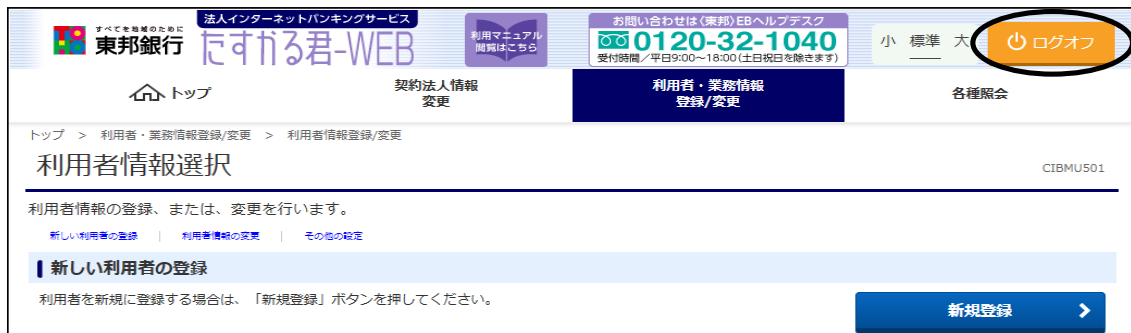 すべてを地域のために
東邦銀行
法人インターネットバンキングサービス
たすかる君-WEB
利用マニュアル
閲覧はこちら
お問い合わせは〈東邦〉EBヘルプデスク
0120-32-1040
受付時間／平日9:00～18:00(土日祝日を除きます)
小 標準 大
ログオフ
トップ
契約法人情報
変更
利用者・業務情報
登録/変更
各種照会
トップ > 利用者・業務情報登録/変更 > 利用者情報登録/変更
利用者情報選択
CIBMU501
利用者情報の登録、または、変更を行います。
新しい利用者の登録 | 利用者情報の変更 | その他の設定
新しい利用者の登録
利用者を新規に登録する場合は、「新規登録」ボタンを押してください。
新規登録